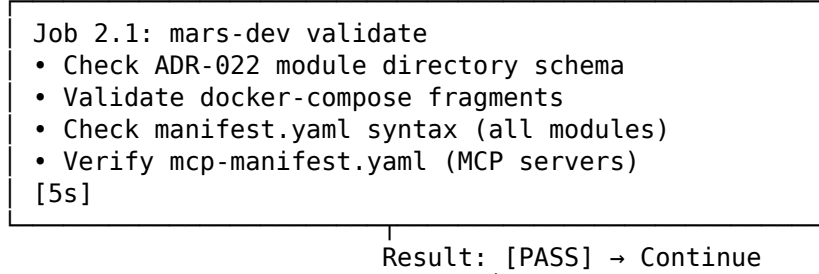 Job 2.1: mars-dev validate
• Check ADR-022 module directory schema
• Validate docker-compose fragments
• Check manifest.yaml syntax (all modules)
• Verify mcp-manifest.yaml (MCP servers)
[5s]
Result: [PASS] → Continue